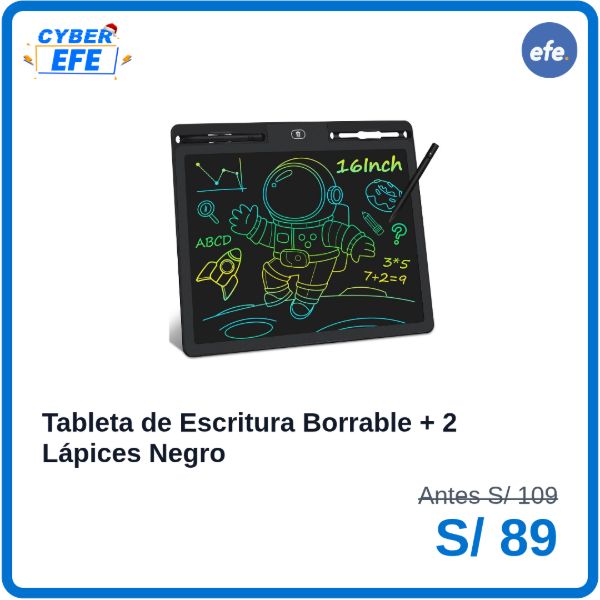 CYBER
EFE
efe.
16Inch
ABCD
?
3*5
7+2=9
Tableta de Escritura Borrable + 2
Lápices Negro
Antes S/ 109
S/ 89